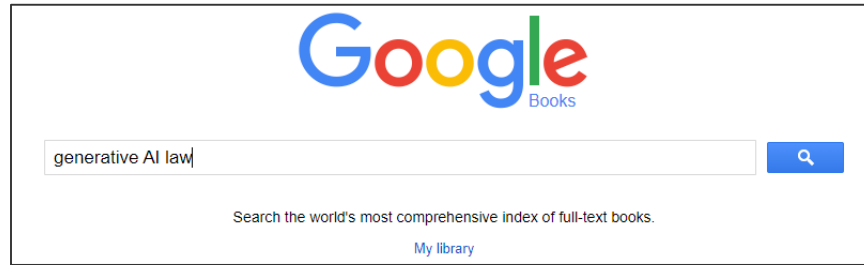 Google
Books
generative AI law
Search the world's most comprehensive index of full-text books.
My library